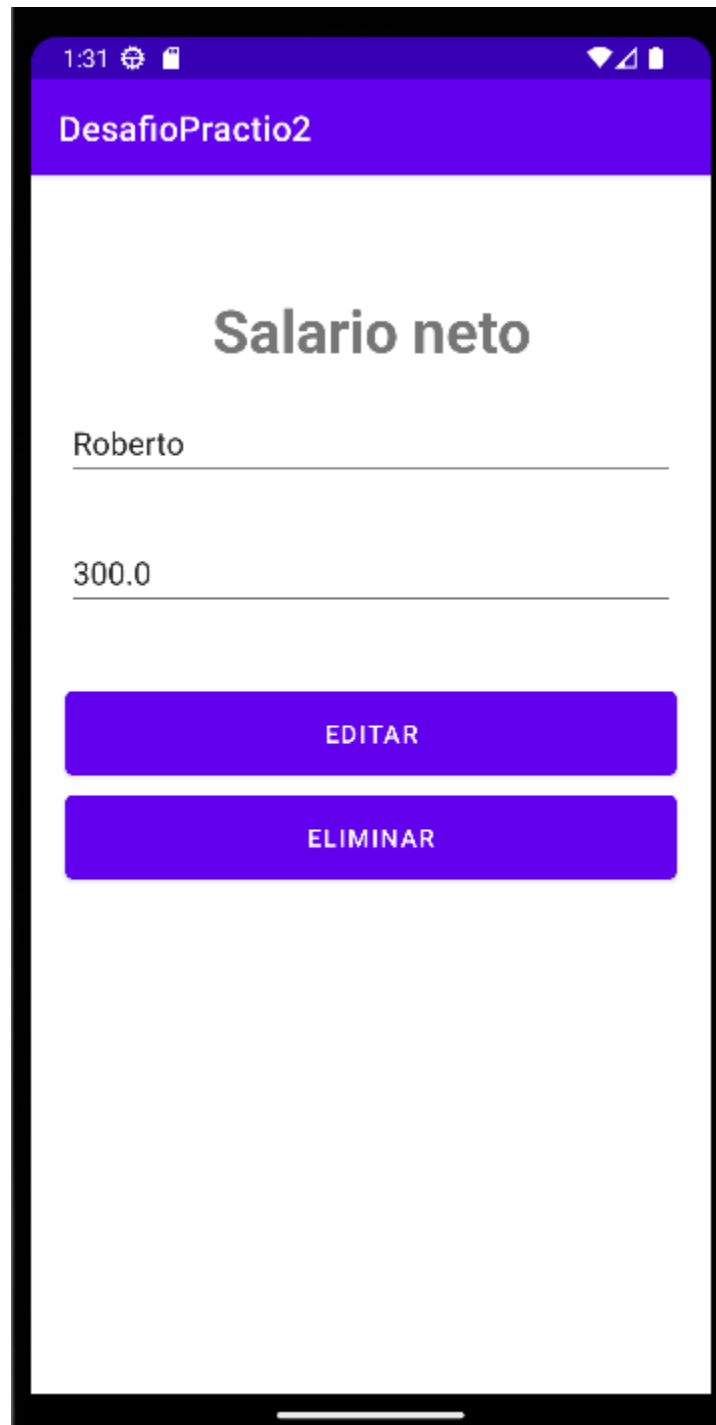 1:31
DesafioPractio2
Salario neto
Roberto
300.0
EDITAR
ELIMINAR